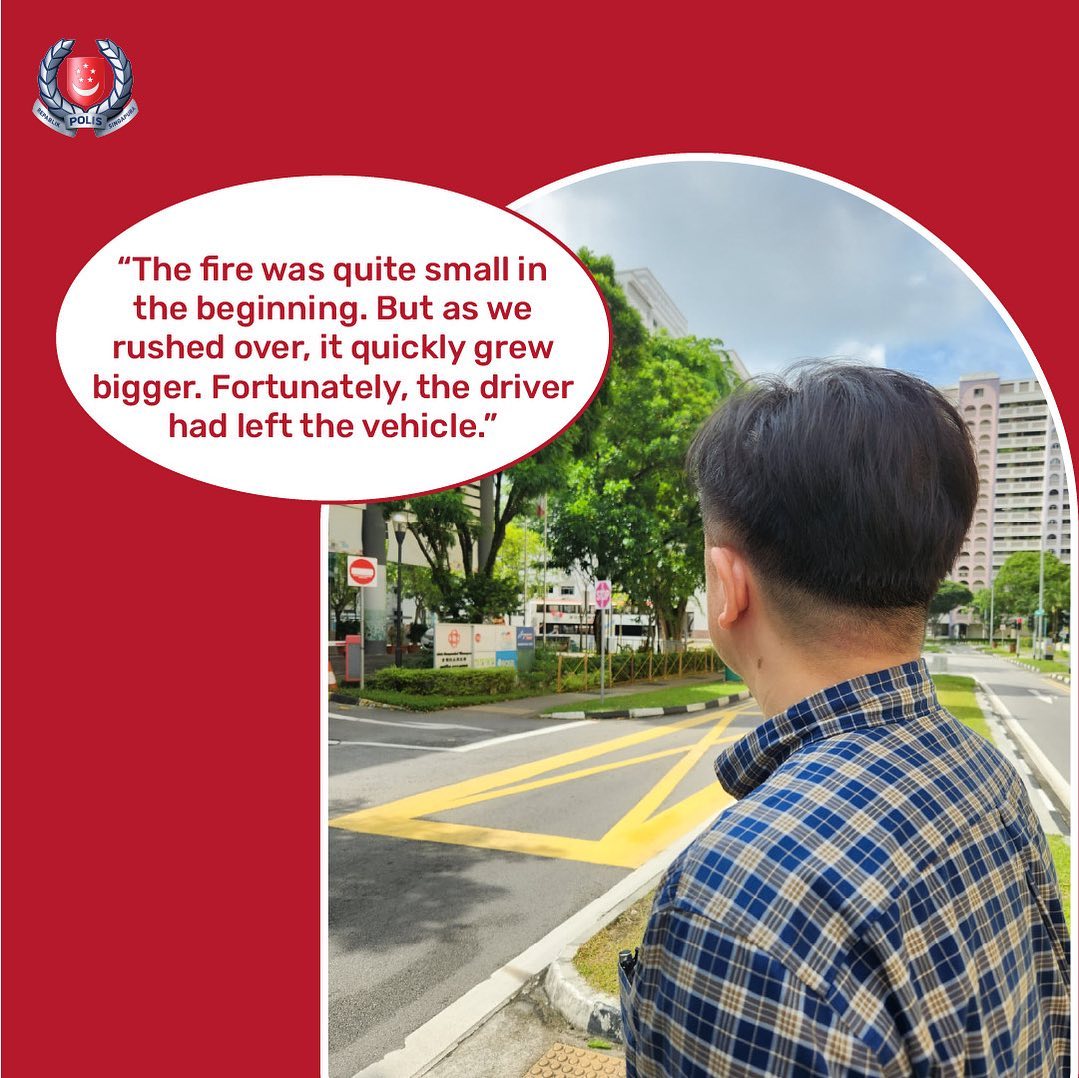 REPABLIK POLIS SINGAPURA
“The fire was quite small in
the beginning. But as we
rushed over, it quickly grew
bigger. Fortunately, the driver
had left the vehicle.”